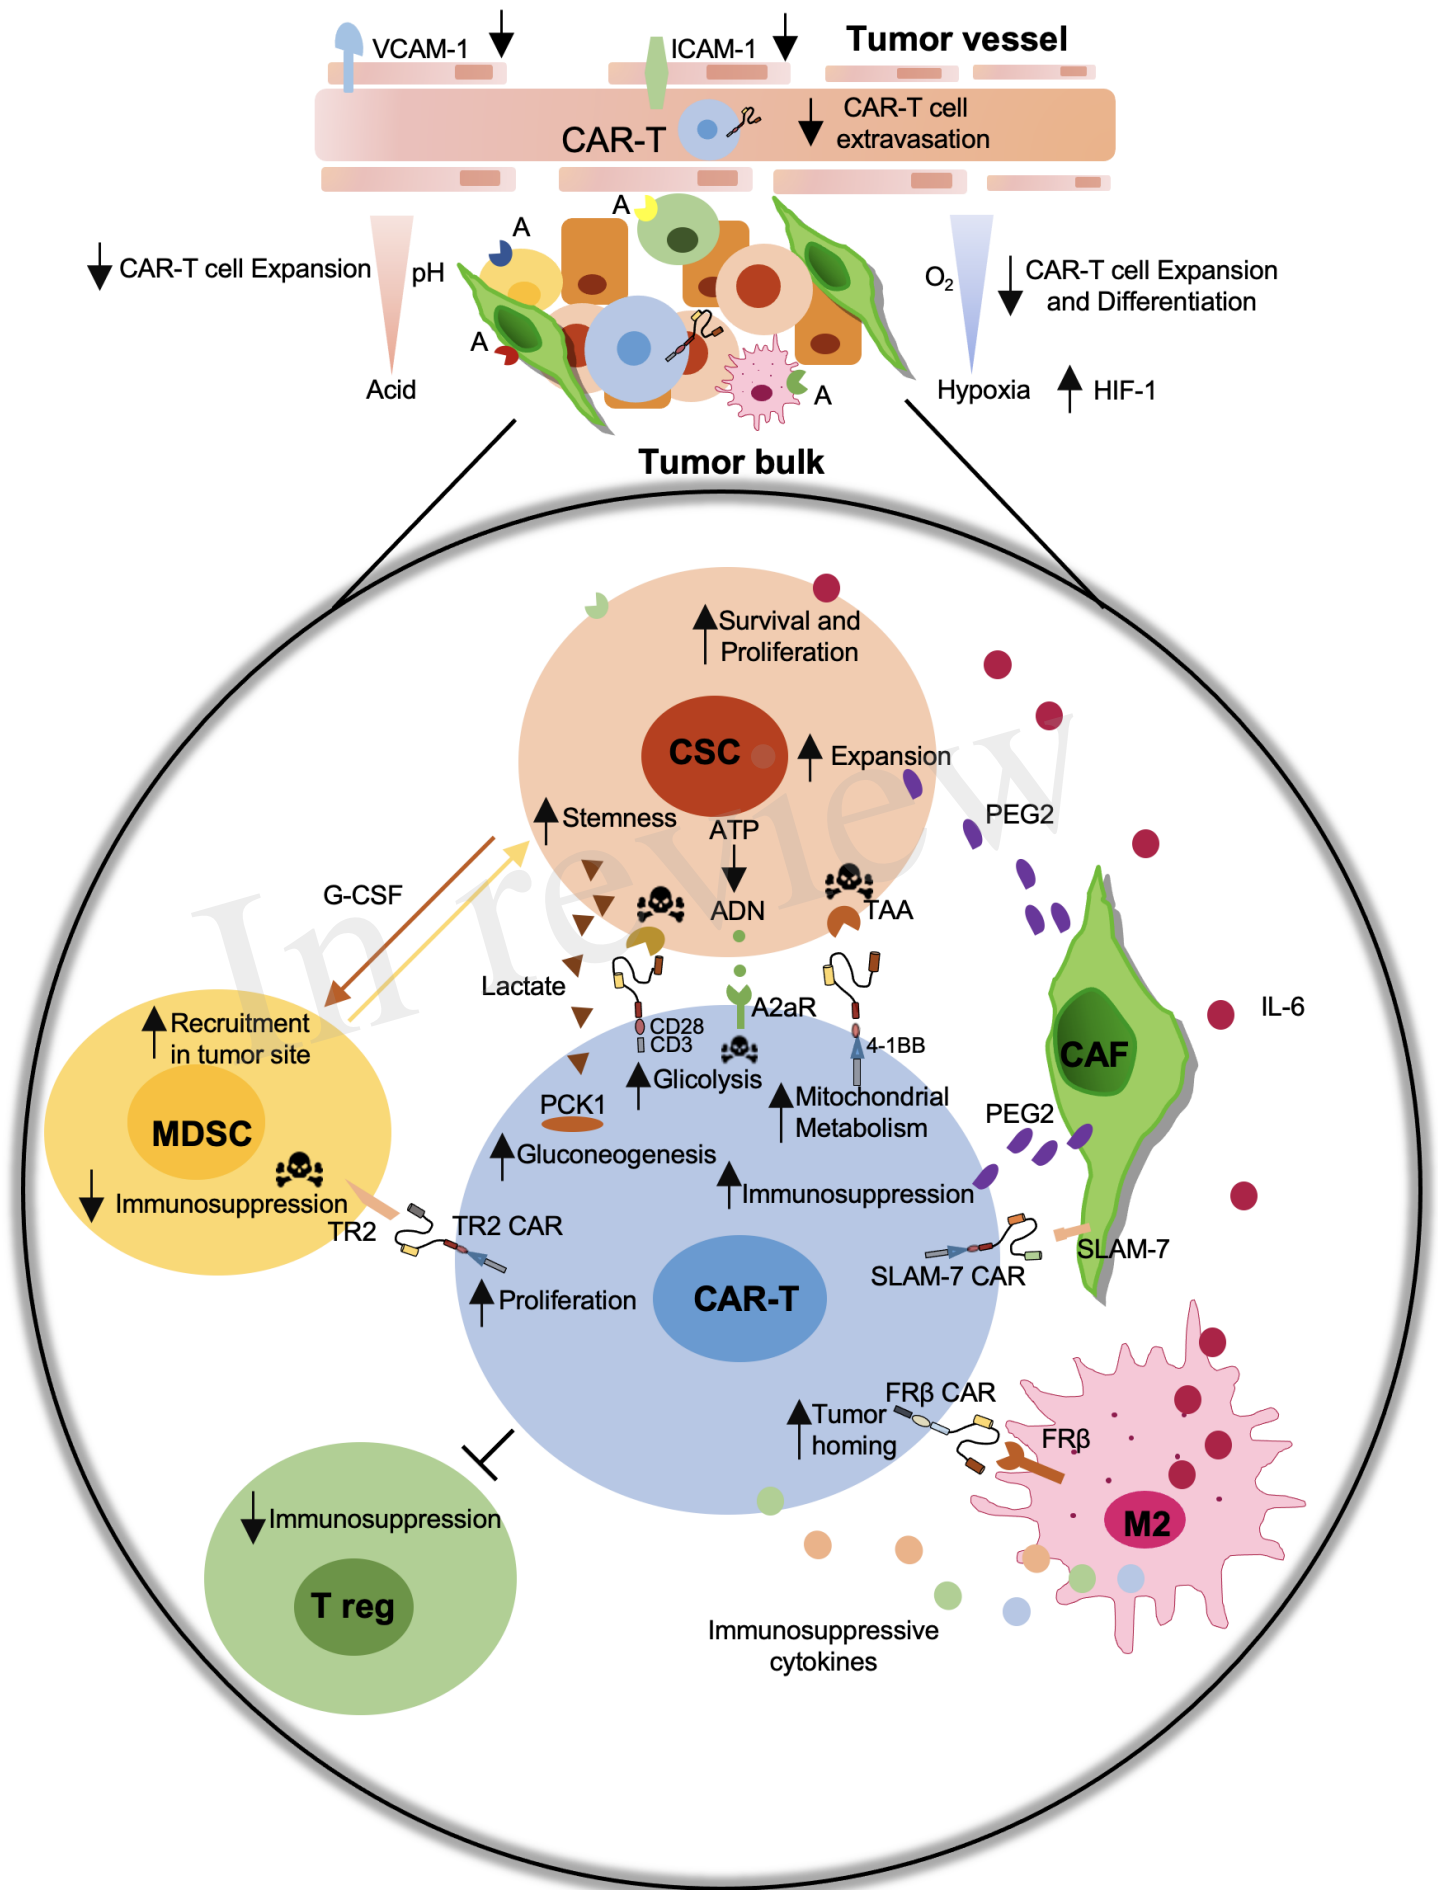 VCAM-1
ICAM-1
Tumor vessel
CAR-T
CAR-T cell
extravasation
A
A
A
A
CAR-T cell Expansion
pH
Acid
O₂
CAR-T cell Expansion
and Differentiation
Hypoxia
HIF-1
Tumor bulk
Survival and
Proliferation
CSC
Expansion
Stemness
ATP
ADN
TAA
PEG2
G-CSF
Lactate
In review
A2aR
CD28
CD3
4-1BB
IL-6
CAF
Recruitment
in tumor site
MDSC
Immunosuppression
TR2
TR2 CAR
Glicolysis
PCK1
Mitochondrial
Metabolism
PEG2
Gluconeogenesis
Immunosuppression
SLAM-7
SLAM-7 CAR
Proliferation
CAR-T
FRβ CAR
Tumor
homing
FRβ
M2
Immunosuppression
T reg
Immunosuppressive
cytokines